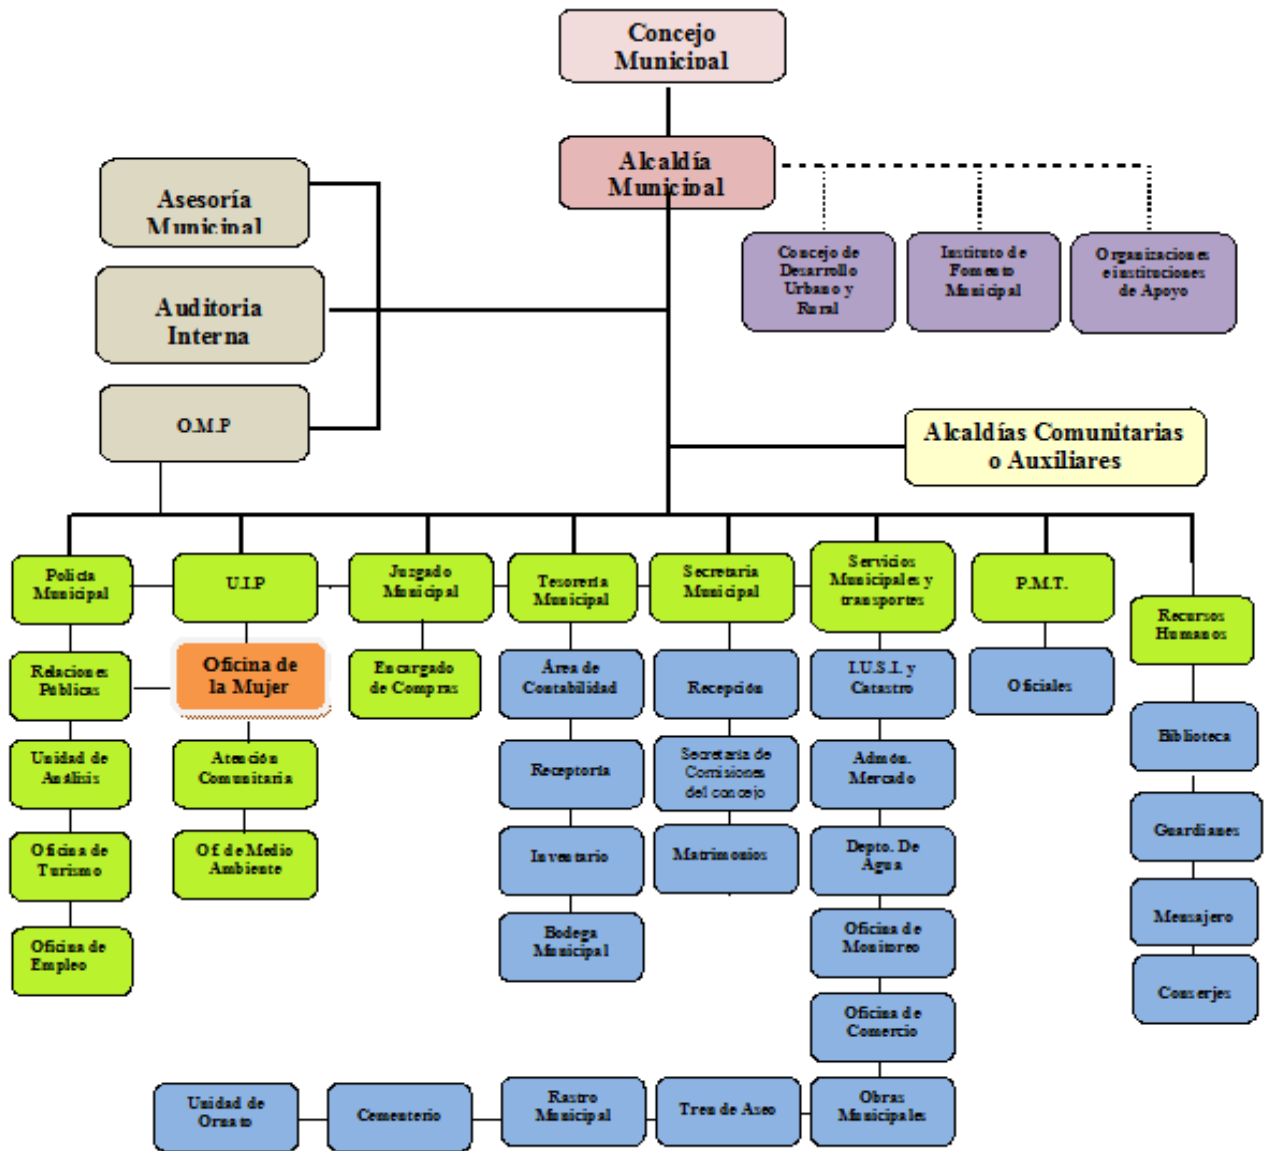 Concejo
Municipal
Alcaldía
Municipal
Asesoría
Municipal
Auditoria
Interna
O.M.P
Concejo de
Desarrollo
Urbano y
Rural
Instituto de
Fomento
Municipal
Organizaciones
e instituciones
de Apoyo
Alcaldías Comunitarias
o Auxiliares
Policía
Municipal
U.I.P
Juzgado
Municipal
Tesorería
Municipal
Secretaria
Municipal
Servicios
Municipales y
transportes
P.M.T.
Recursos
Humanos
Relaciones
Públicas
Oficina de
la Mujer
Encargado
de Compras
Área de
Contabilidad
Recepción
I.U.S.I. y
Catastro
Oficiales
Biblioteca
Unidad de
Análisis
Atención
Comunitaria
Receptoría
Secretaria de
Comisiones
del concejo
Admón.
Mercado
Guardianes
Oficina de
Turismo
Of. de Medio
Ambiente
Inventario
Matrimonios
Depto. De
Agua
Mensajero
Oficina de
Empleo
Bodega
Municipal
Oficina de
Monitoreo
Conserjes
Oficina de
Comercio
Unidad de
Ornato
Cementerio
Rastro
Municipal
Tren de Aseo
Obras
Municipales